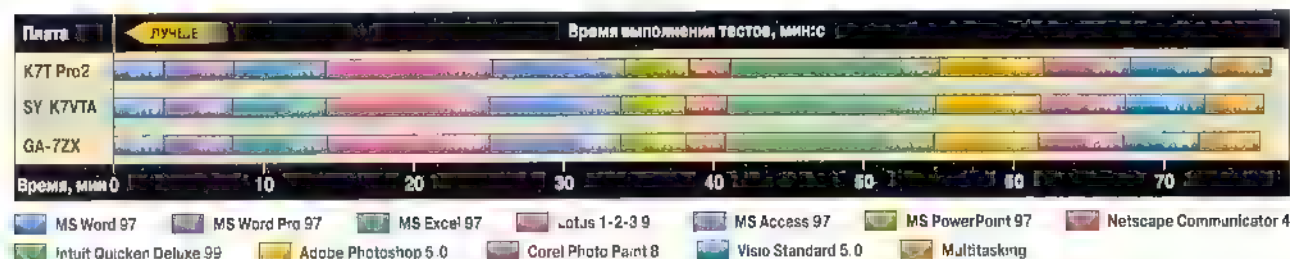 Плата ЛУЧШЕ Время выполнения тестов, мин:с
K7T Pro2
SY K7VTA
GA-7ZX
Время, мин 0 10 20 30 40 50 60 70
MS Word 97 MS Word Pro 97 MS Excel 97 Lotus 1-2-3 9 MS Access 97 MS PowerPoint 97 Netscape Communicator 4
Intuit Quicken Deluxe 99 Adobe Photoshop 5.0 Corel Photo Paint 8 Visio Standard 5.0 Multitasking